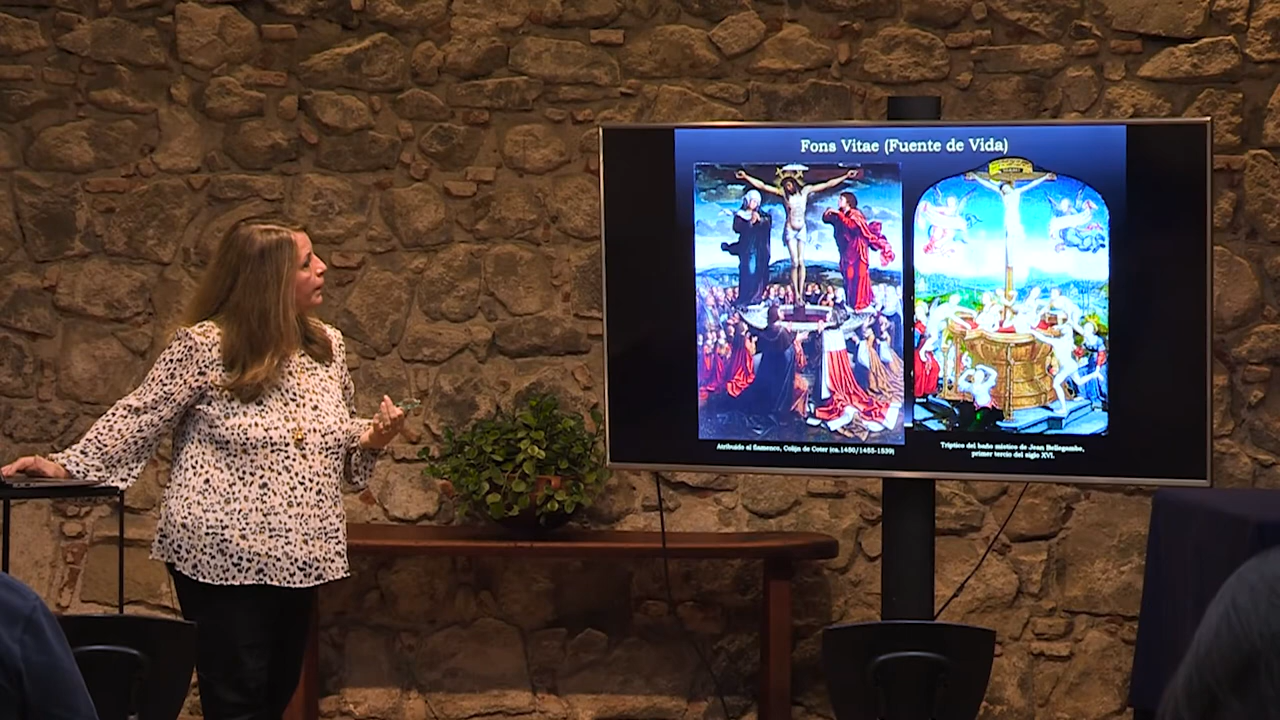 Fons Vitae (Fuente de Vida)
Atribuido al flamenco, Colijn de Coter (ca.1450/1455-1539)
Tríptico del baño místico de Jean Bellegambe,
primer tercio del siglo XVI.